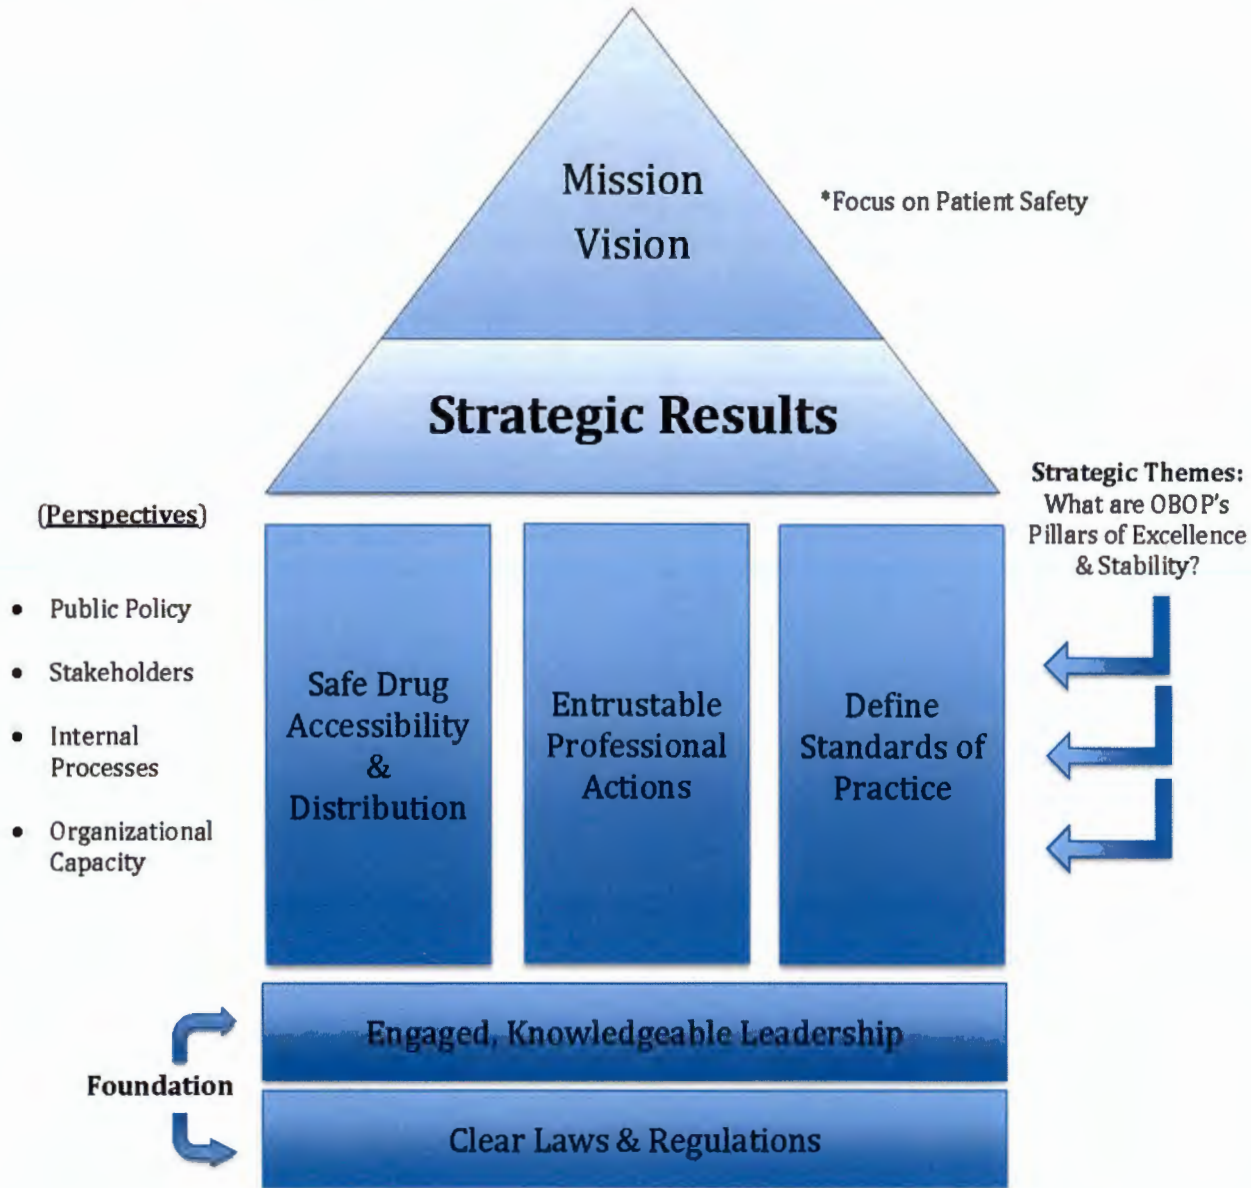 Mission
Vision
*Focus on Patient Safety
Strategic Results
(Perspectives)
• Public Policy
• Stakeholders
• Internal
Processes
• Organizational
Capacity
Safe Drug
Accessibility
&
Distribution
Entrustable
Professional
Actions
Define
Standards of
Practice
Strategic Themes:
What are OBOP's
Pillars of Excellence
& Stability?
Foundation
Engaged, Knowledgeable Leadership
Clear Laws & Regulations